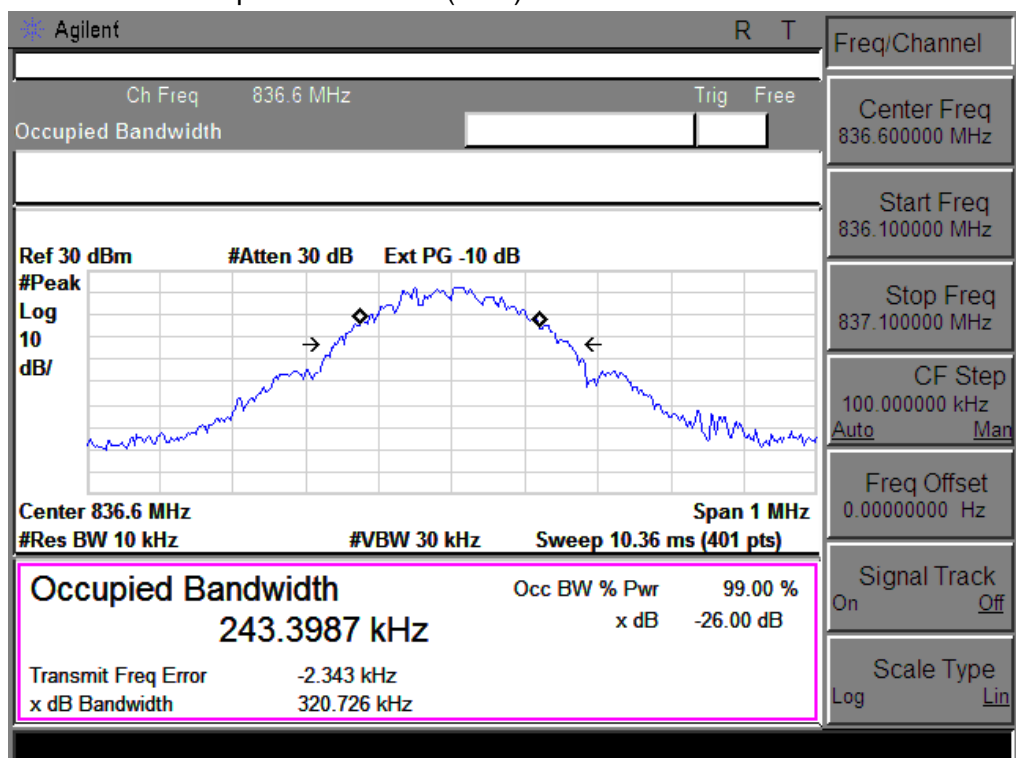 Agilent R T
Freq/Channel
Ch Freq 836.6 MHz Trig Free
Occupied Bandwidth
Center Freq
836.600000 MHz
Start Freq
836.100000 MHz
Stop Freq
837.100000 MHz
CF Step
100.000000 kHz
Auto Man
Freq Offset
0.00000000 Hz
Signal Track
On Off
Scale Type
Log Lin
Ref 30 dBm #Atten 30 dB Ext PG -10 dB
#Peak
Log
10
dB/
Center 836.6 MHz Span 1 MHz
#Res BW 10 kHz #VBW 30 kHz Sweep 10.36 ms (401 pts)
Occupied Bandwidth Occ BW % Pwr 99.00 %
243.3987 kHz x dB -26.00 dB
Transmit Freq Error -2.343 kHz
x dB Bandwidth 320.726 kHz